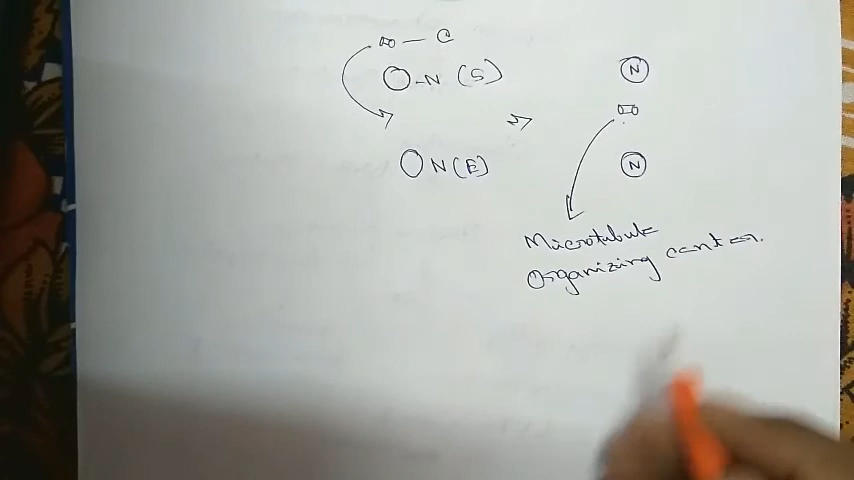 C
N (S)
N (E)
N
N
Microtubule
Organizing center.